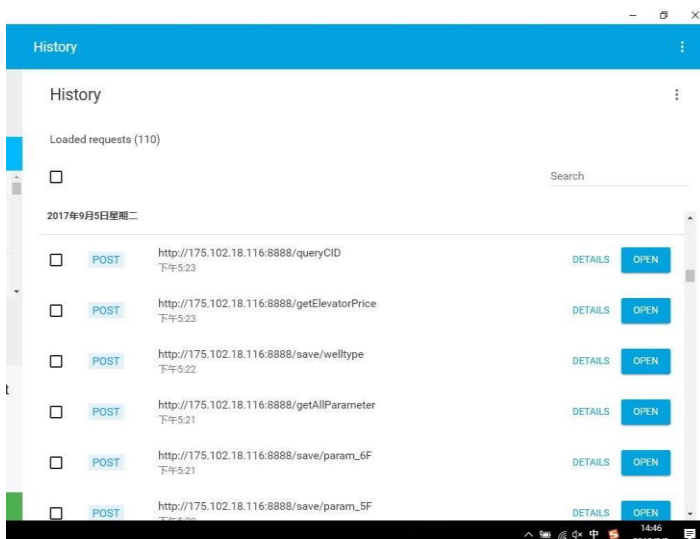 History
History
Loaded requests (110)
Search
2017年9月5日星期二
POST http://175.102.18.116:8888/queryCID DETAILS OPEN
下午5:23
POST http://175.102.18.116:8888/getElevatorPrice DETAILS OPEN
下午5:23
POST http://175.102.18.116:8888/save/welltype DETAILS OPEN
下午5:22
POST http://175.102.18.116:8888/getAllParameter DETAILS OPEN
下午5:21
POST http://175.102.18.116:8888/save/param_6F DETAILS OPEN
下午5:21
POST http://175.102.18.116:8888/save/param_5F DETAILS OPEN
t
中 14:46